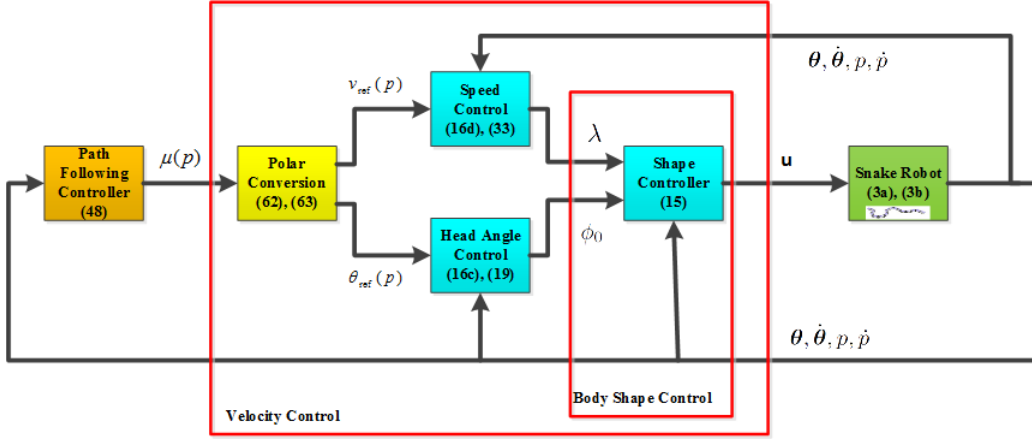 θ, θ̇, p, ṗ
v_ref(p)
Speed
Control
(16d), (33)
λ
Path
Following
Controller
(48)
μ(p)
Polar
Conversion
(62), (63)
Shape
Controller
(15)
u
Snake Robot
(3a), (3b)
θ_ref(p)
Head Angle
Control
(16c), (19)
ϕ₀
θ, θ̇, p, ṗ
Body Shape Control
Velocity Control